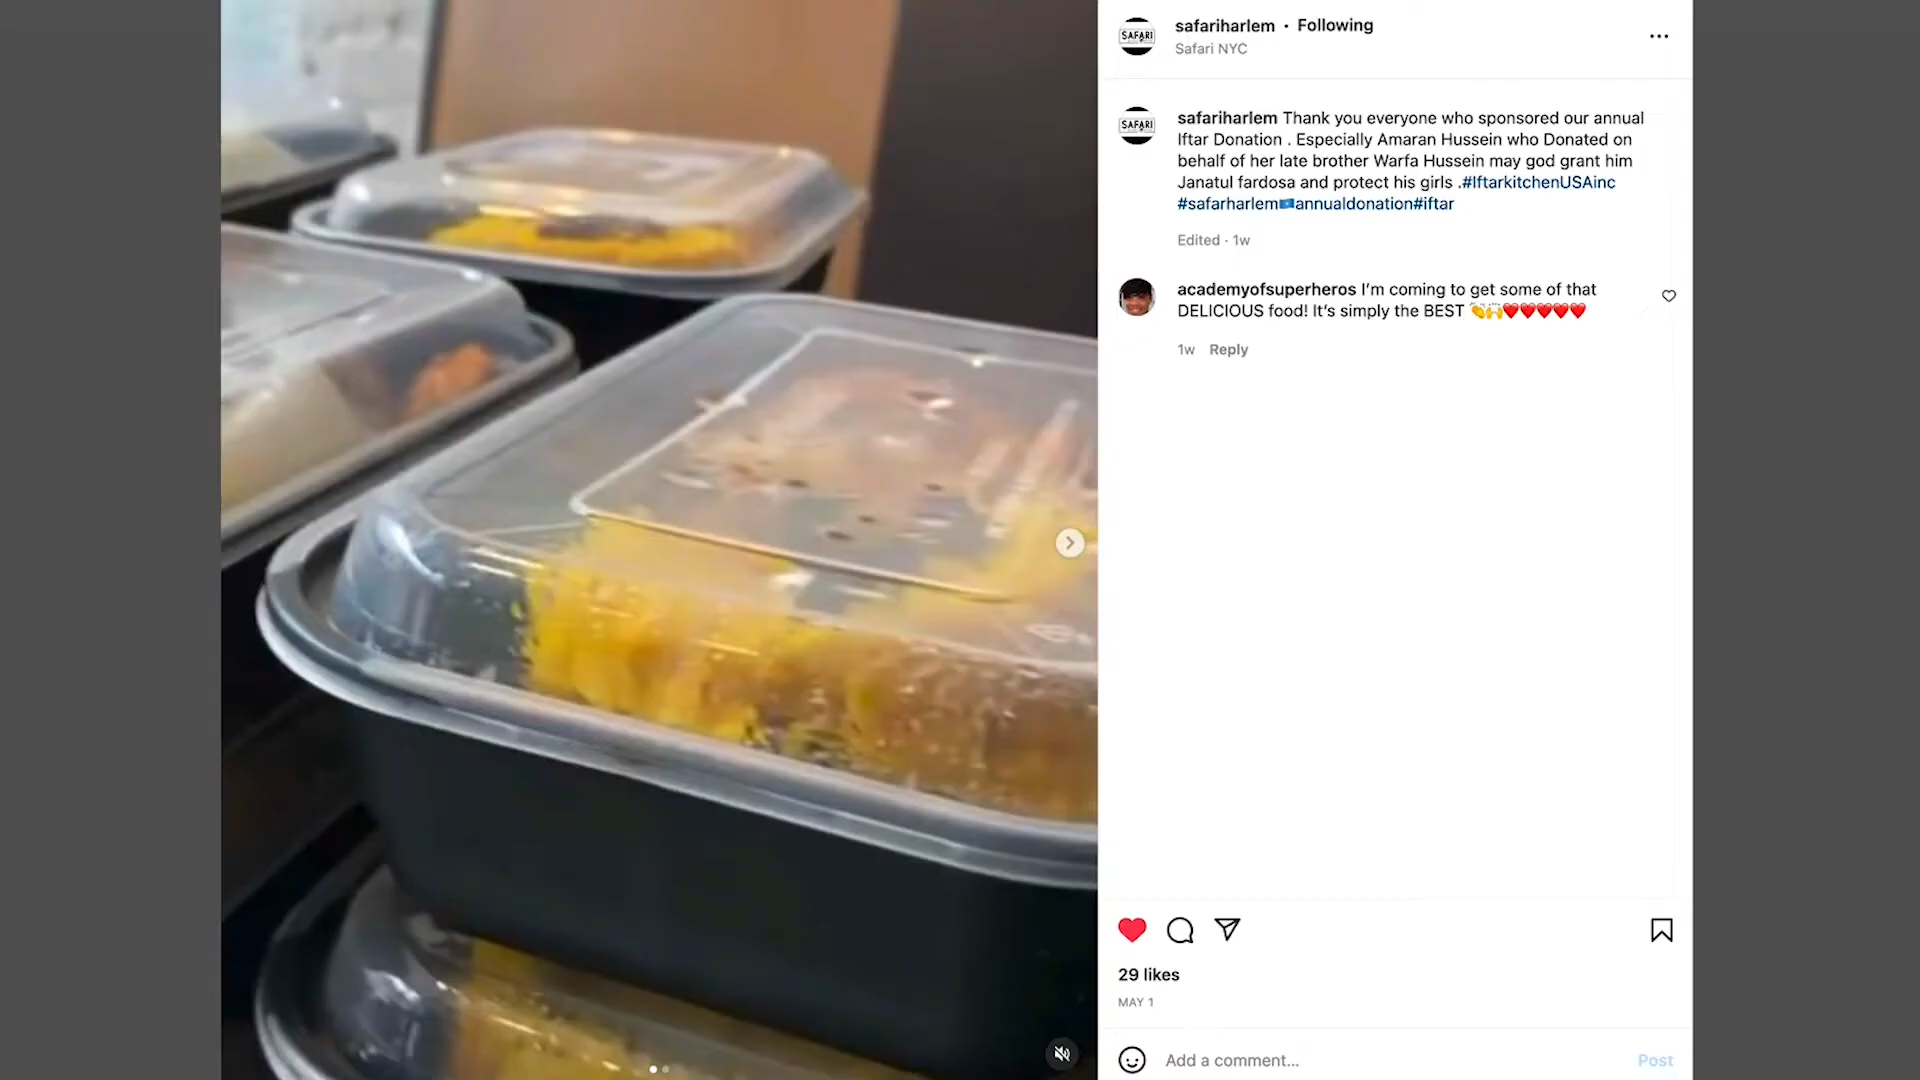 SAFARI
safariharlem • Following
Safari NYC
SAFARI
safariharlem Thank you everyone who sponsored our annual
Iftar Donation . Especially Amaran Hussein who Donated on
behalf of her late brother Warfa Hussein may god grant him
Janatul fardosa and protect his girls .#IftarkitchenUSAinc
#safarharlem🇸🇴annualdonation#iftar
Edited · 1w
academyofsuperheros I’m coming to get some of that
DELICIOUS food! It’s simply the BEST 👏🙌❤️❤️❤️❤️❤️
1w Reply
29 likes
MAY 1
Add a comment... Post